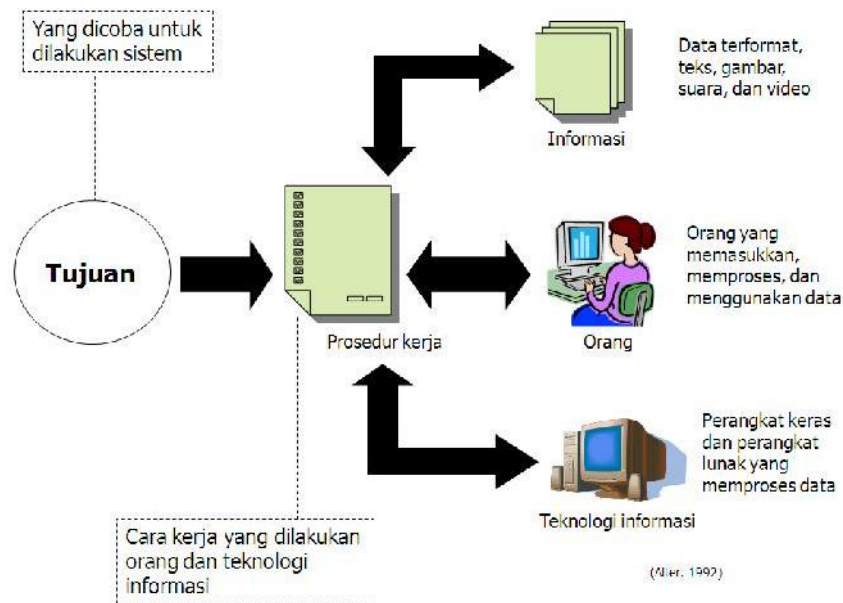 Yang dicoba untuk
dilakukan sistem
Data terformat,
teks, gambar,
suara, dan video
Informasi
Tujuan
Prosedur kerja
Orang yang
memasukkan,
memproses, dan
menggunakan data
Orang
Perangkat keras
dan perangkat
lunak yang
memproses data
Teknologi informasi
Cara kerja yang dilakukan
orang dan teknologi
informasi
(Alter, 1992)